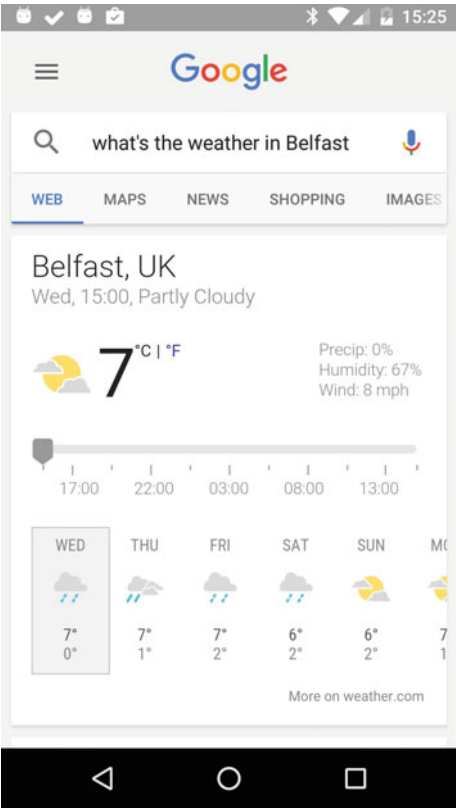 15:25
Google
what's the weather in Belfast
WEB MAPS NEWS SHOPPING IMAGES
Belfast, UK
Wed, 15:00, Partly Cloudy
7 °C | °F
Precip: 0%
Humidity: 67%
Wind: 8 mph
17:00 22:00 03:00 08:00 13:00
WED THU FRI SAT SUN MO
7° 7° 7° 6° 6° 7
0° 1° 2° 2° 2° 1
More on weather.com